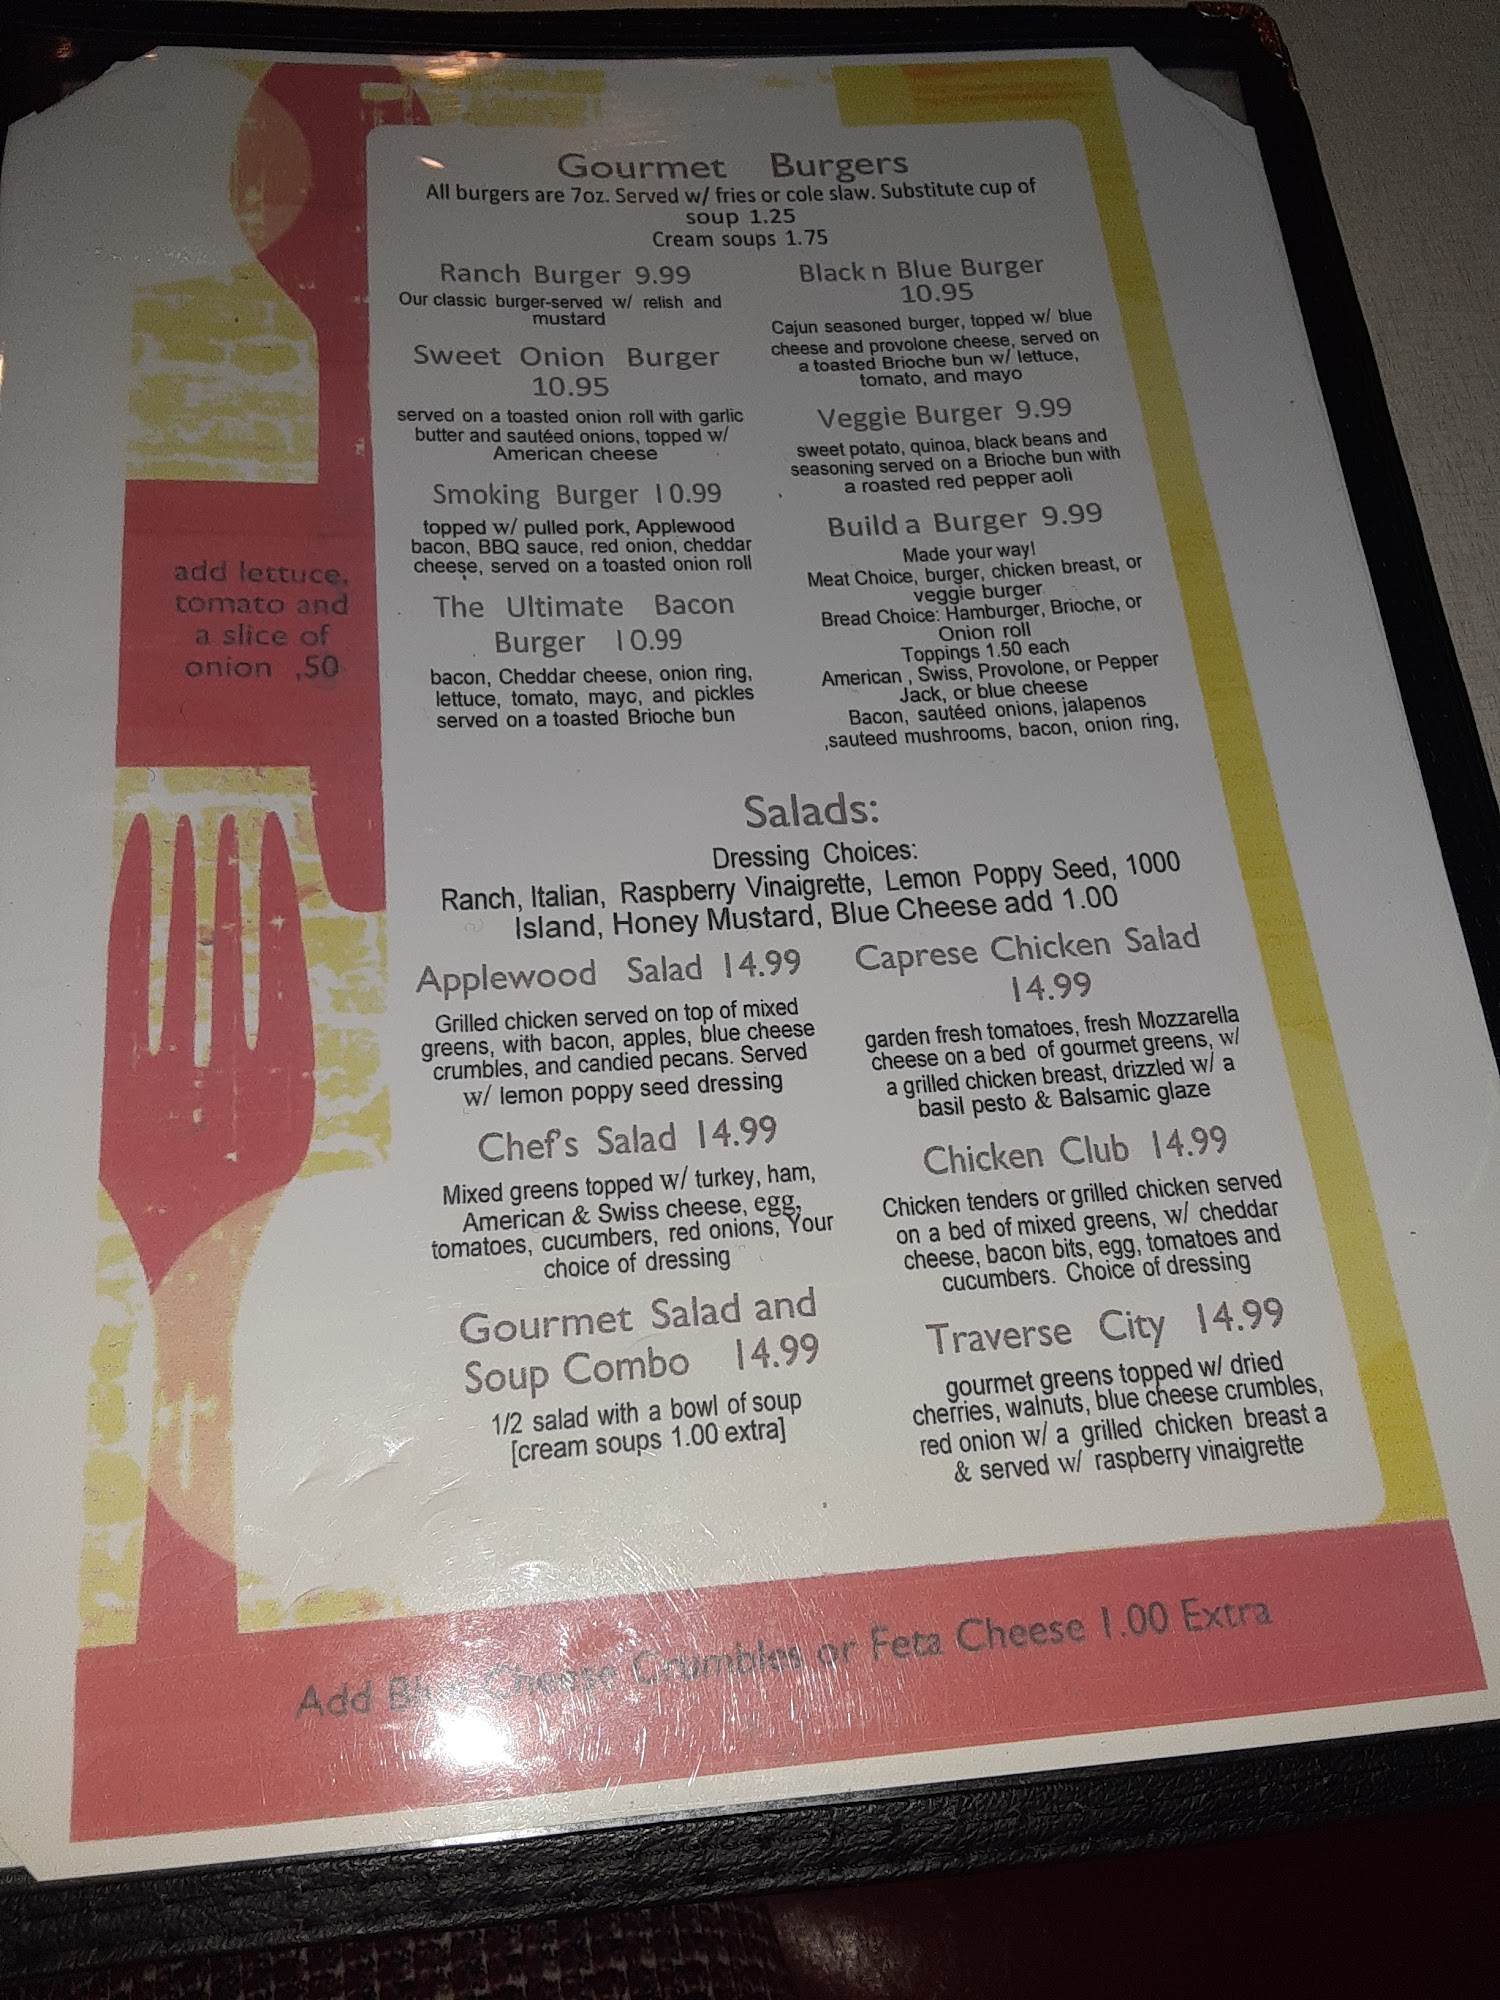 Gourmet Burgers
All burgers are 7oz. Served w/ fries or cole slaw. Substitute cup of
soup 1.25
Cream soups 1.75
Ranch Burger 9.99
Our classic burger-served w/ relish and
mustard
Sweet Onion Burger
10.95
served on a toasted onion roll with garlic
butter and sautéed onions, topped w/
American cheese
Smoking Burger 10.99
topped w/ pulled pork, Applewood
bacon, BBQ sauce, red onion, cheddar
cheese, served on a toasted onion roll
The Ultimate Bacon
Burger 10.99
bacon, Cheddar cheese, onion ring,
lettuce, tomato, mayo, and pickles
served on a toasted Brioche bun
Black n Blue Burger
10.95
Cajun seasoned burger, topped w/ blue
cheese and provolone cheese, served on
a toasted Brioche bun w/ lettuce,
tomato, and mayo
Veggie Burger 9.99
sweet potato, quinoa, black beans and
seasoning served on a Brioche bun with
a roasted red pepper aoli
Build a Burger 9.99
Made your way!
Meat Choice, burger, chicken breast, or
veggie burger
Bread Choice: Hamburger, Brioche, or
Onion roll
Toppings 1.50 each
American , Swiss, Provolone, or Pepper
Jack, or blue cheese
Bacon, sautéed onions, jalapenos
,sauteed mushrooms, bacon, onion ring,
add lettuce,
tomato and
a slice of
onion ,50
Salads:
Dressing Choices:
Ranch, Italian, Raspberry Vinaigrette, Lemon Poppy Seed, 1000
Island, Honey Mustard, Blue Cheese add 1.00
Applewood Salad 14.99
Grilled chicken served on top of mixed
greens, with bacon, apples, blue cheese
crumbles, and candied pecans. Served
w/ lemon poppy seed dressing
Chef's Salad 14.99
Mixed greens topped w/ turkey, ham,
American & Swiss cheese, egg,
tomatoes, cucumbers, red onions, Your
choice of dressing
Gourmet Salad and
Soup Combo 14.99
1/2 salad with a bowl of soup
[cream soups 1.00 extra]
Caprese Chicken Salad
14.99
garden fresh tomatoes, fresh Mozzarella
cheese on a bed of gourmet greens, w/
a grilled chicken breast, drizzled w/ a
basil pesto & Balsamic glaze
Chicken Club 14.99
Chicken tenders or grilled chicken served
on a bed of mixed greens, w/ cheddar
cheese, bacon bits, egg, tomatoes and
cucumbers. Choice of dressing
Traverse City 14.99
gourmet greens topped w/ dried
cherries, walnuts, blue cheese crumbles,
red onion w/ a grilled chicken breast a
& served w/ raspberry vinaigrette
Add Blue Cheese Crumbles or Feta Cheese 1.00 Extra